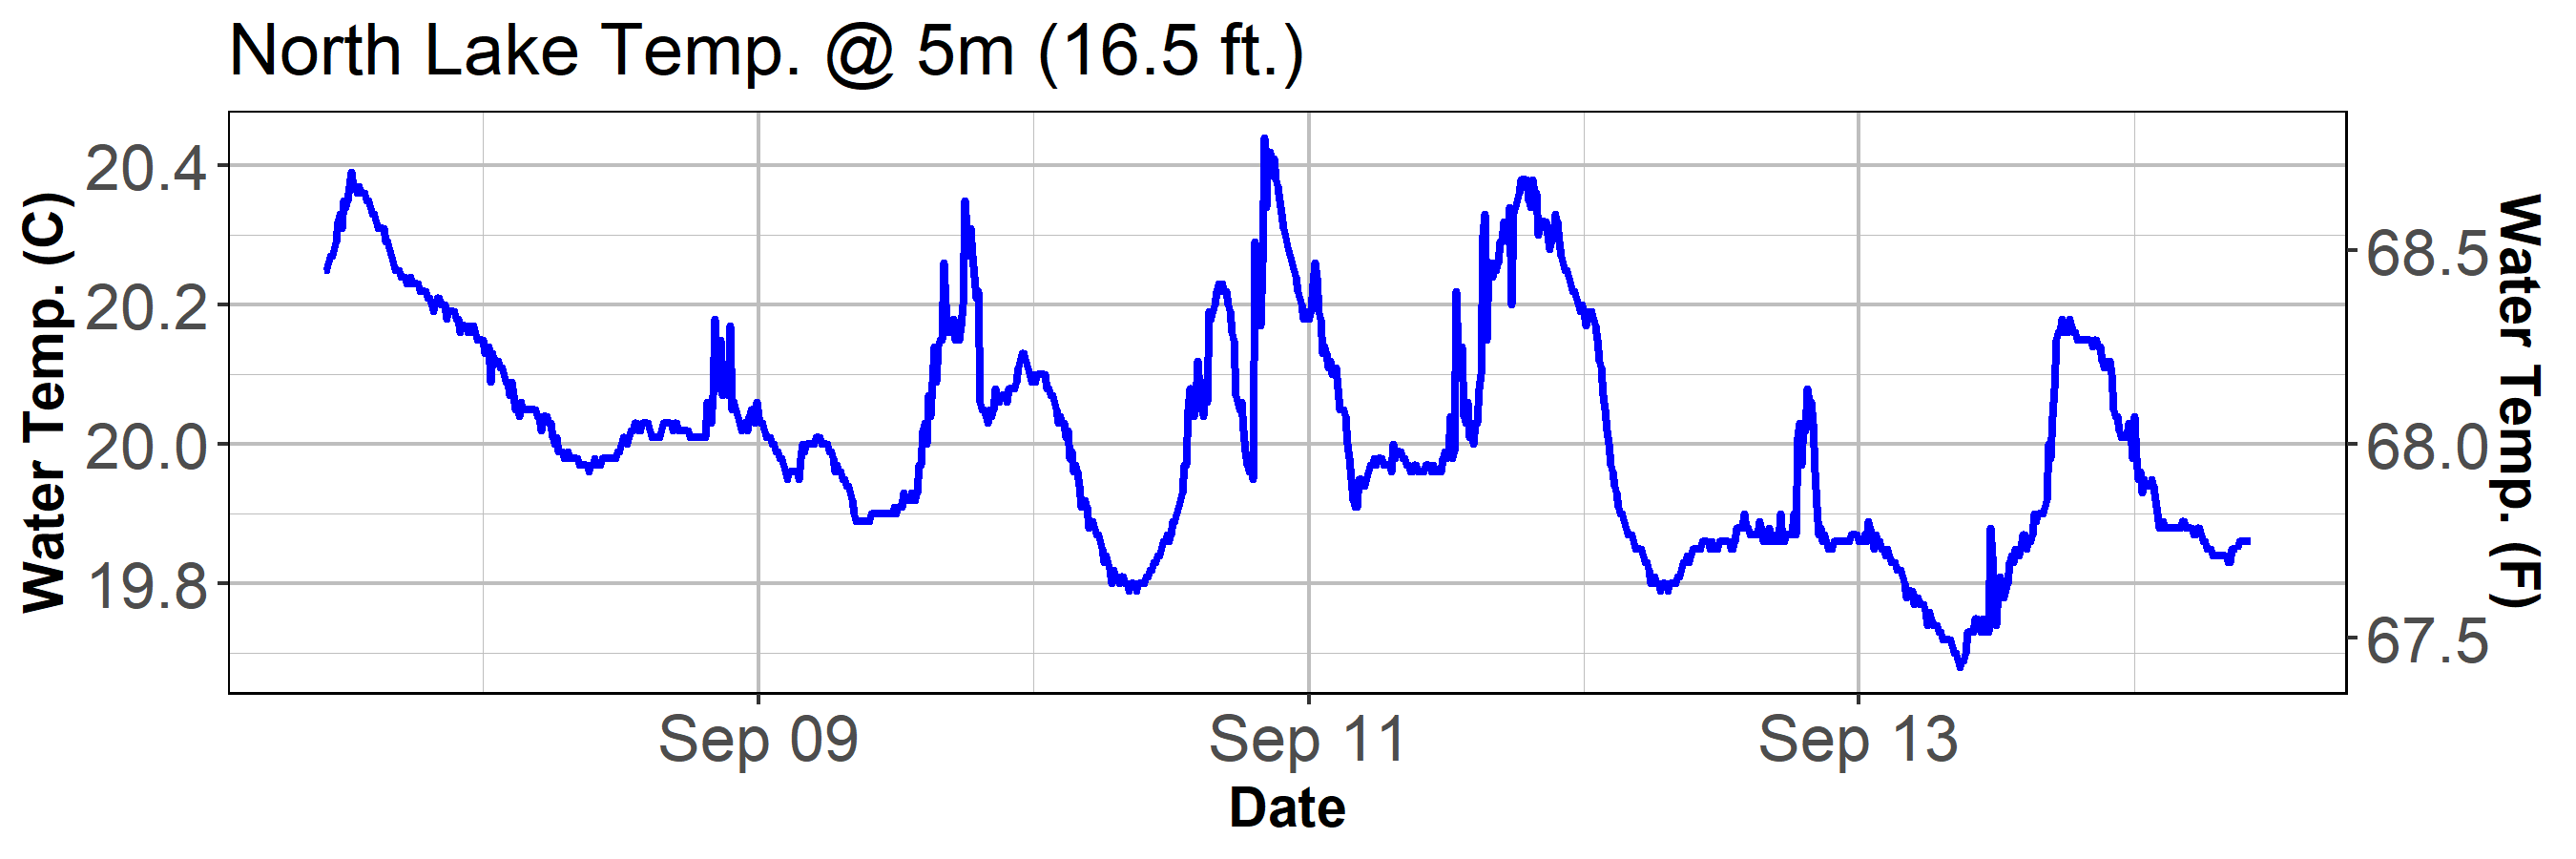 North Lake Temp. @ 5m (16.5 ft.)
Water Temp. (C)
20.4
20.2
20.0
19.8
68.5
68.0
67.5
Water Temp. (F)
Sep 09
Sep 11
Sep 13
Date